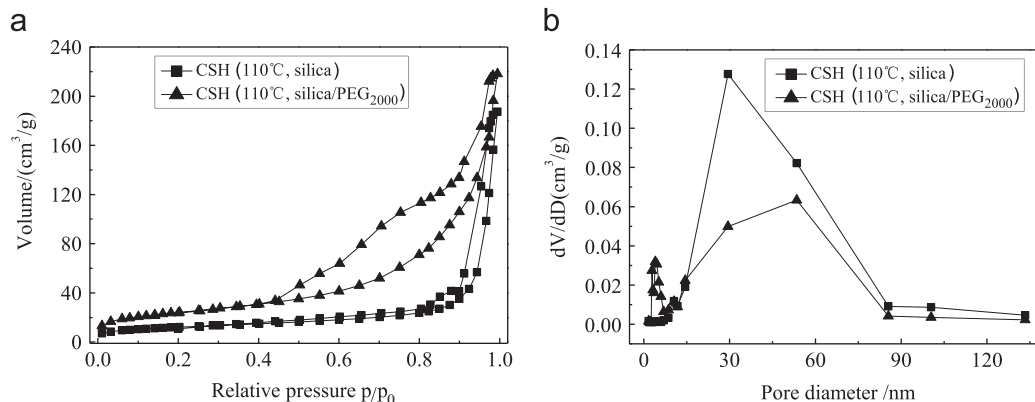 a
240
200
160
120
80
40
0
Volume/(cm³/g)
CSH (110℃, silica)
CSH (110℃, silica/PEG₂₀₀₀)
0.0 0.2 0.4 0.6 0.8 1.0
Relative pressure p/p₀
b
0.14
0.12
0.10
0.08
0.06
0.04
0.02
0.00
dV/dD(cm³/g)
CSH (110℃, silica)
CSH (110℃, silica/PEG₂₀₀₀)
0 30 60 90 120
Pore diameter /nm